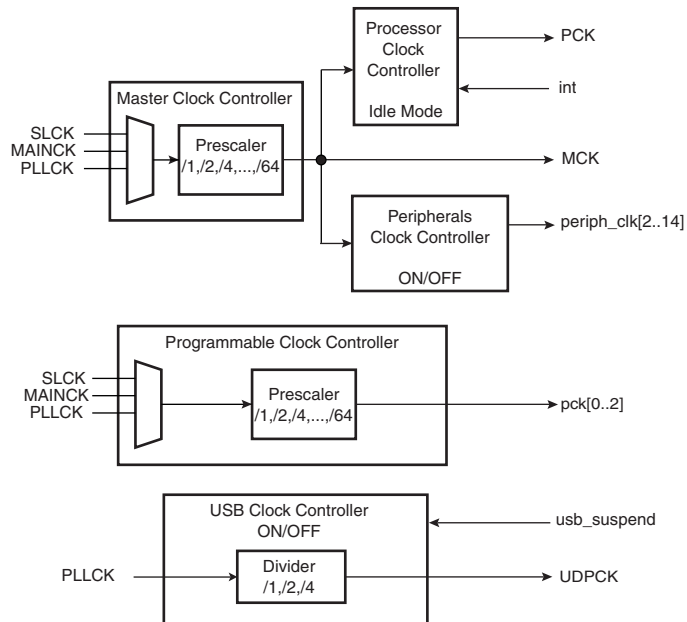 Processor
Clock
Controller
Idle Mode
PCK
int
Master Clock Controller
SLCK
MAINCK
PLLCK
Prescaler
/1,/2,/4,...,/64
MCK
Peripherals
Clock Controller
ON/OFF
periph_clk[2..14]
Programmable Clock Controller
SLCK
MAINCK
PLLCK
Prescaler
/1,/2,/4,...,/64
pck[0..2]
USB Clock Controller
ON/OFF
usb_suspend
PLLCK
Divider
/1,/2,/4
UDPCK